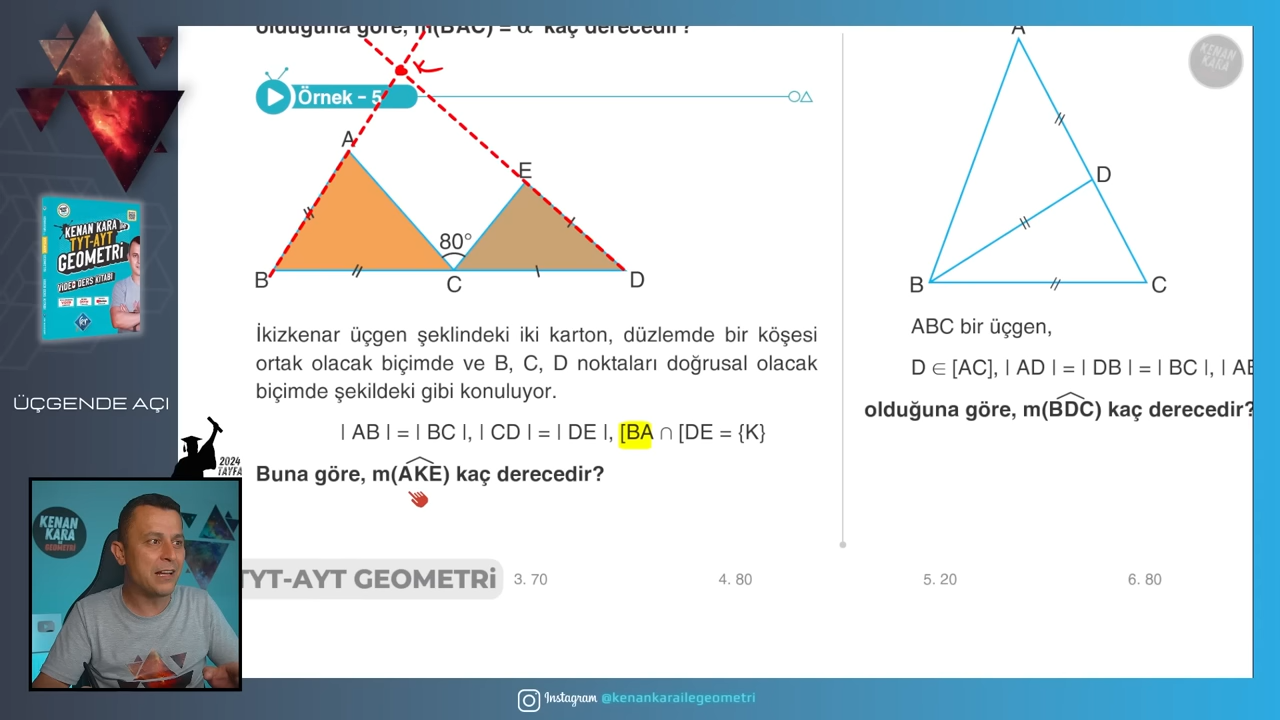 olduğuna göre, m(BAC) = α° kaç derecedir?
Örnek - 5
A
E
80°
B
C
D
İkizkenar üçgen şeklindeki iki karton, düzlemde bir köşesi
ortak olacak biçimde ve B, C, D noktaları doğrusal olacak
biçimde şekildeki gibi konuluyor.
| AB | = | BC |, | CD | = | DE |, [BA ∩ [DE = {K}
Buna göre, m(AKE) kaç derecedir?
A
D
B
C
ABC bir üçgen,
D ∈ [AC], | AD | = | DB | = | BC |, | AB
olduğuna göre, m(BDC) kaç derecedir?
TYT-AYT GEOMETRİ
3. 70
4. 80
5. 20
6. 80
KENAN
KARA
KENAN KARA
TYT-AYT
GEOMETRİ
VİDEO DERS KİTABI
ÜÇGENDE AÇI
2024
TAYFA
KENAN
KARA
GEOMETRİ
Instagram @kenankarailegeometri